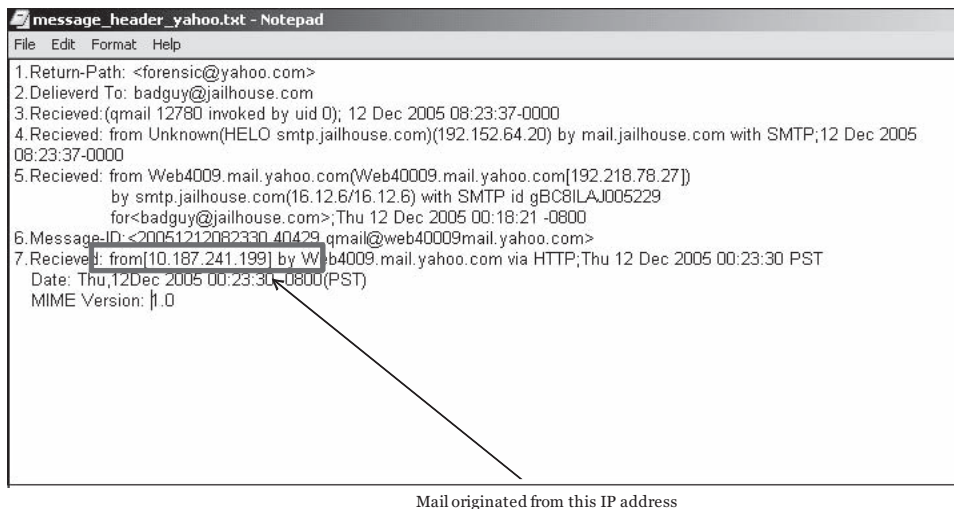 message_header_yahoo.txt - Notepad
File Edit Format Help
1.Return-Path: <forensic@yahoo.com>
2.Delieverd To: badguy@jailhouse.com
3.Recieved:(qmail 12780 invoked by uid 0); 12 Dec 2005 08:23:37-0000
4.Recieved: from Unknown(HELO smtp.jailhouse.com)(192.152.64.20) by mail.jailhouse.com with SMTP;12 Dec 2005
08:23:37-0000
5.Recieved: from Web4009.mail.yahoo.com(Web40009.mail.yahoo.com[192.218.78.27])
by smtp.jailhouse.com(16.12.6/16.12.6) with SMTP id gBC8ILAJ005229
for<badguy@jailhouse.com>;Thu 12 Dec 2005 00:18:21 -0800
6.Message-ID:<20051212082330.40429.qmail@web40009mail.yahoo.com>
7.Recieved: from[10.187.241.199] by Web4009.mail.yahoo.com via HTTP;Thu 12 Dec 2005 00:23:30 PST
Date: Thu,12Dec 2005 00:23:30-0800(PST)
MIME Version: 1.0
Mail originated from this IP address